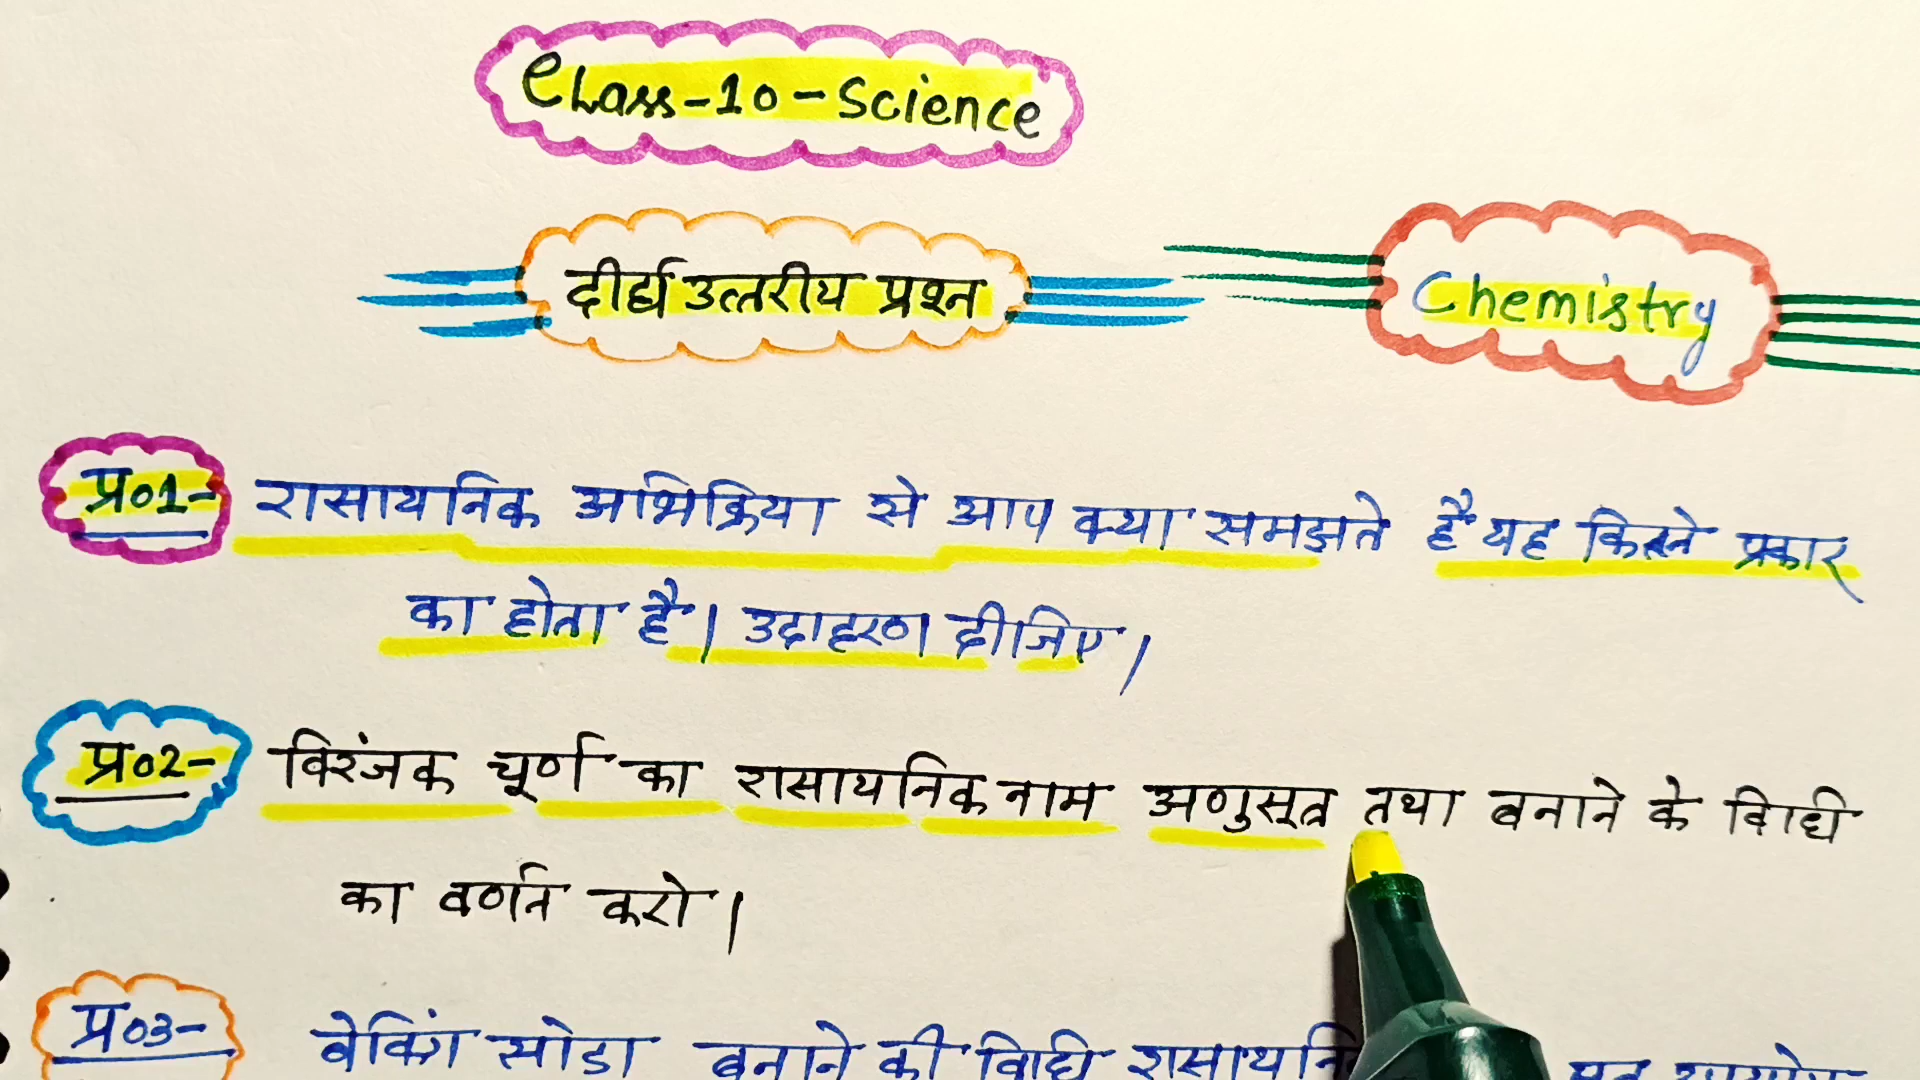 Class-10-Science
दीर्घ उत्तरीय प्रश्न
Chemistry
प्र01- रासायनिक अभिक्रिया से आप क्या समझते है यह कितने प्रकार
का होता है। उदाहरण दीजिए।
प्र02- विरंजक चूर्ण का रासायनिक नाम अणुसूत्र तथा बनाने के विधि
का वर्णन करो।
प्र03- बेकिंग सोडा बनाने की विधि